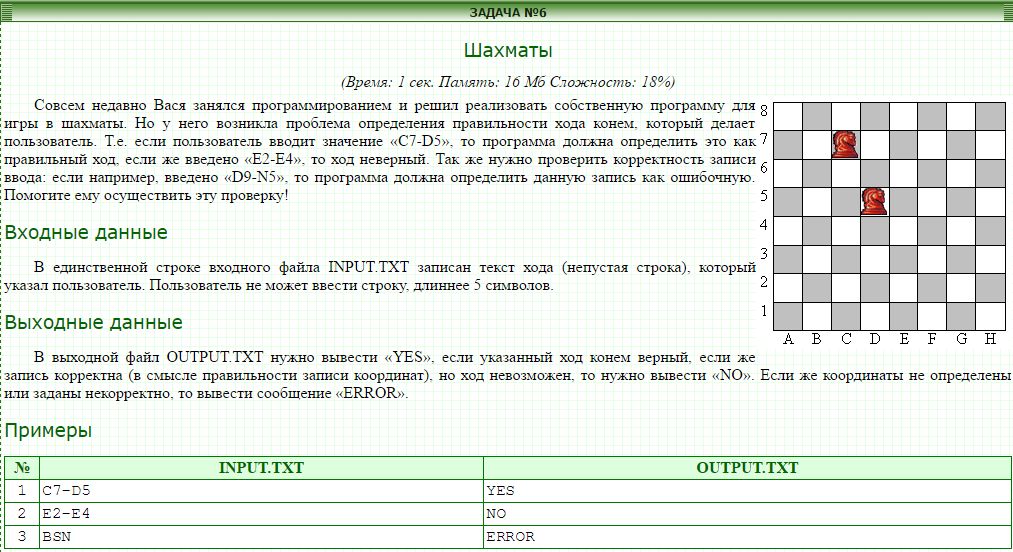 ЗАДАЧА №6
Шахматы
(Время: 1 сек. Память: 16 Мб Сложность: 18%)
Совсем недавно Вася занялся программированием и решил реализовать собственную программу для
игры в шахматы. Но у него возникла проблема определения правильности хода конем, который делает
пользователь. Т.е. если пользователь вводит значение «C7-D5», то программа должна определить это как
правильный ход, если же введено «E2-E4», то ход неверный. Так же нужно проверить корректность записи
ввода: если например, введено «D9-N5», то программа должна определить данную запись как ошибочную.
Помогите ему осуществить эту проверку!
8
7
6
5
4
3
2
1
A B C D E F G H
Входные данные
В единственной строке входного файла INPUT.TXT записан текст хода (непустая строка), который
указал пользователь. Пользователь не может ввести строку, длиннее 5 символов.
Выходные данные
В выходной файл OUTPUT.TXT нужно вывести «YES», если указанный ход конем верный, если же
запись корректна (в смысле правильности записи координат), но ход невозможен, то нужно вывести «NO». Если же координаты не определены
или заданы некорректно, то вывести сообщение «ERROR».
Примеры
№ INPUT.TXT OUTPUT.TXT
1 C7-D5 YES
2 E2-E4 NO
3 BSN ERROR